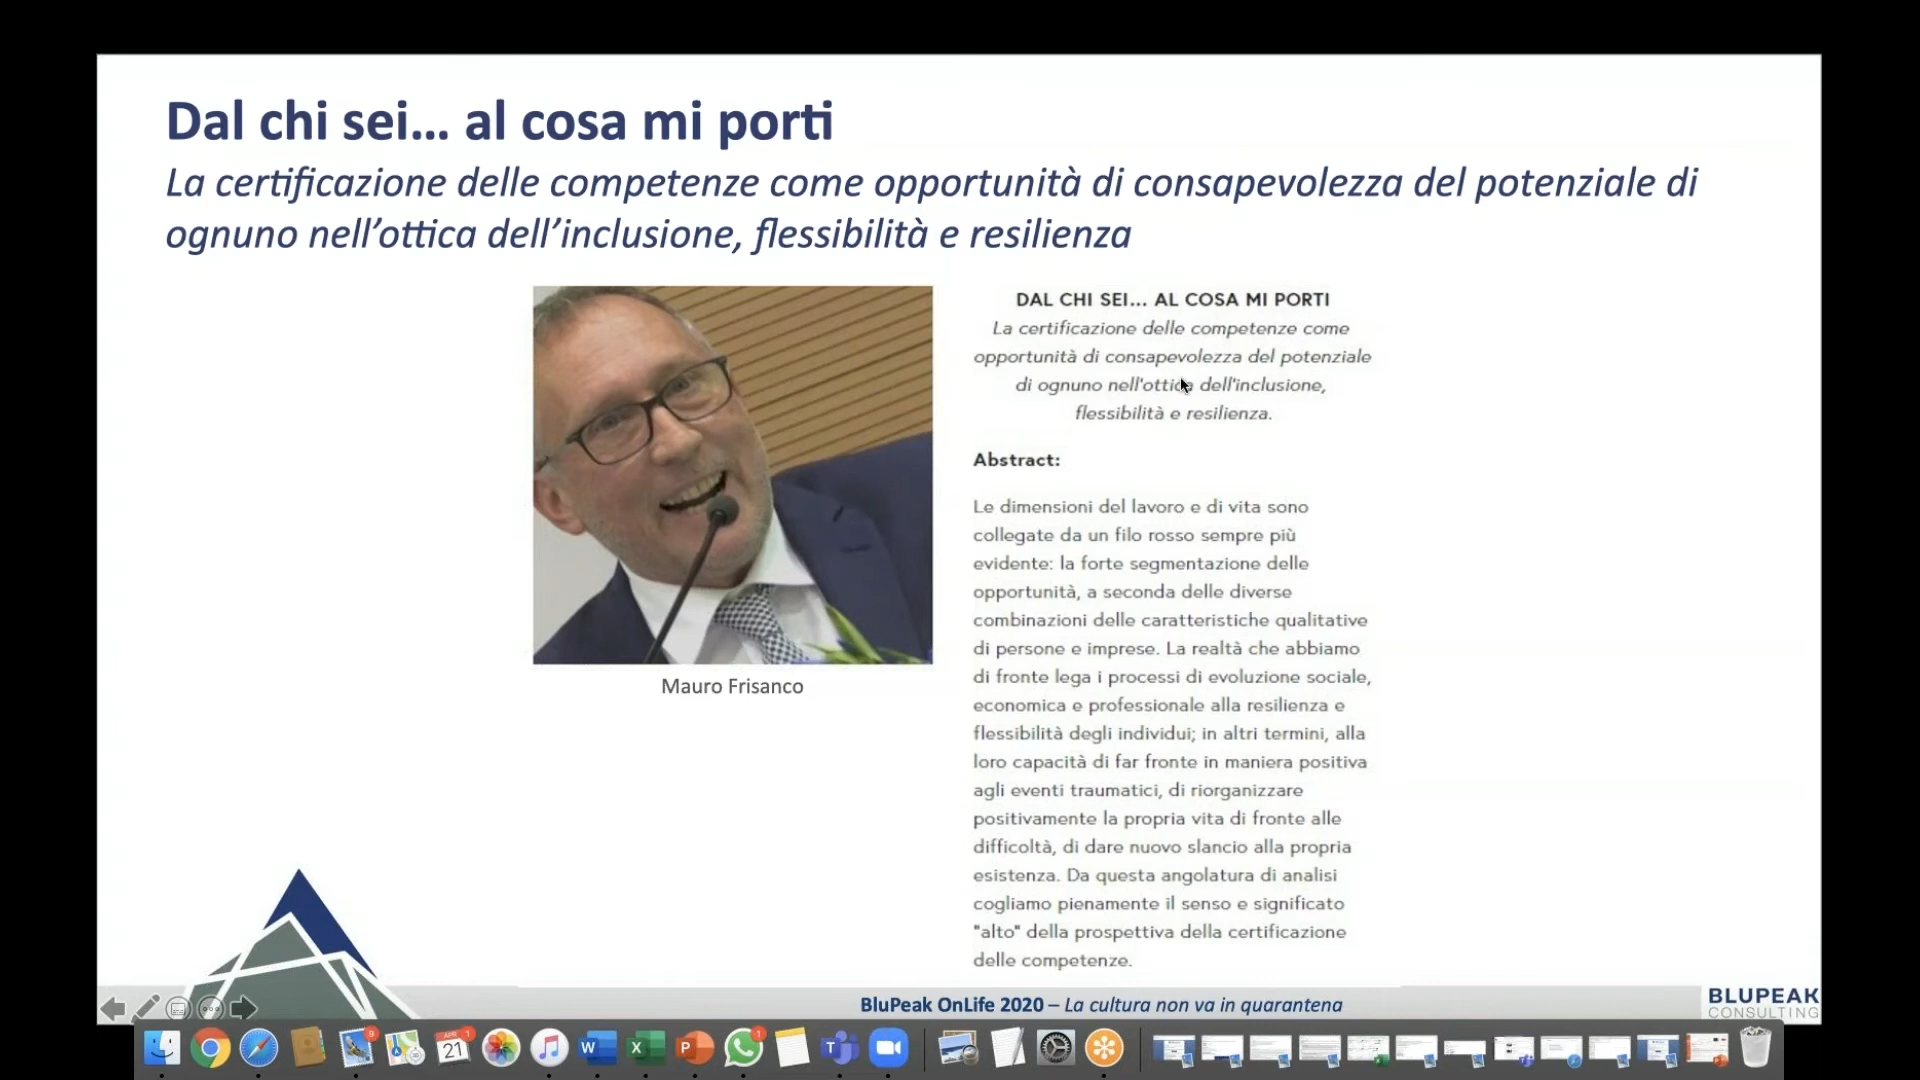 Dal chi sei… al cosa mi porti
La certificazione delle competenze come opportunità di consapevolezza del potenziale di
ognuno nell’ottica dell’inclusione, flessibilità e resilienza
DAL CHI SEI... AL COSA MI PORTI
La certificazione delle competenze come
opportunità di consapevolezza del potenziale
di ognuno nell'ottica dell'inclusione,
flessibilità e resilienza.
Abstract:
Le dimensioni del lavoro e di vita sono
collegate da un filo rosso sempre più
evidente: la forte segmentazione delle
opportunità, a seconda delle diverse
combinazioni delle caratteristiche qualitative
di persone e imprese. La realtà che abbiamo
di fronte lega i processi di evoluzione sociale,
economica e professionale alla resilienza e
flessibilità degli individui; in altri termini, alla
loro capacità di far fronte in maniera positiva
agli eventi traumatici, di riorganizzare
positivamente la propria vita di fronte alle
difficoltà, di dare nuovo slancio alla propria
esistenza. Da questa angolatura di analisi
cogliamo pienamente il senso e significato
"alto" della prospettiva della certificazione
delle competenze.
Mauro Frisanco
BluPeak OnLife 2020 – La cultura non va in quarantena
BLUPEAK
CONSULTING
9
APR
1
21
W
X
P
1
T